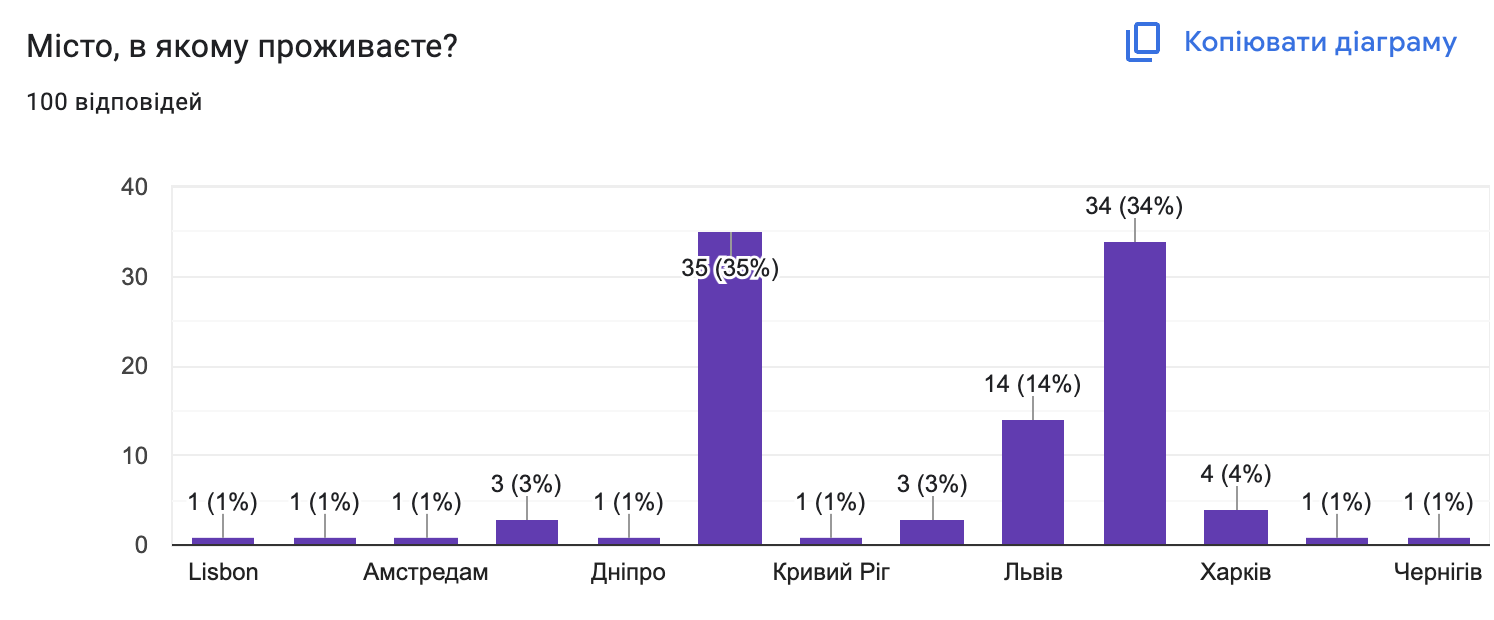 Місто, в якому проживаєте?
Копіювати діаграму
100 відповідей
40
30
20
10
0
1 (1%)
1 (1%)
1 (1%)
3 (3%)
1 (1%)
35 (35%)
1 (1%)
3 (3%)
14 (14%)
34 (34%)
4 (4%)
1 (1%)
1 (1%)
Lisbon
Амстредам
Дніпро
Кривий Ріг
Львів
Харків
Чернігів